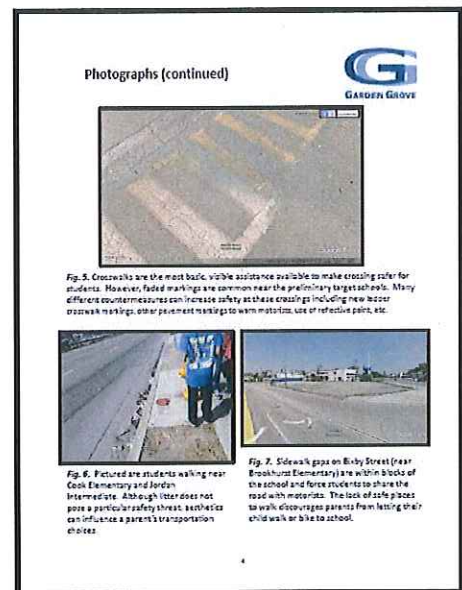 Photographs (continued)
GARDEN GROVE
Fig. 5. Crosswalks are the most basic, visible assistance available to make crossing safer for
students. However, faded markings are common near the preliminary target schools. Many
different countermeasures can increase safety at these crossings including new ladder
crosswalk markings, other pavement markings to warn motorists, use of reflective paint, etc.
Fig. 6. Pictured are students walking near
Cook Elementary and Jordan
Intermediate. Although litter does not
pose a particular safety threat, aesthetics
can influence a parent's transportation
choices.
Fig. 7. Sidewalk gaps on Bixby Street (near
Brookhurst Elementary) are within blocks of
the school and force students to share the
road with motorists. The lack of safe places
to walk discourages parents from letting their
child walk or bike to school.
4